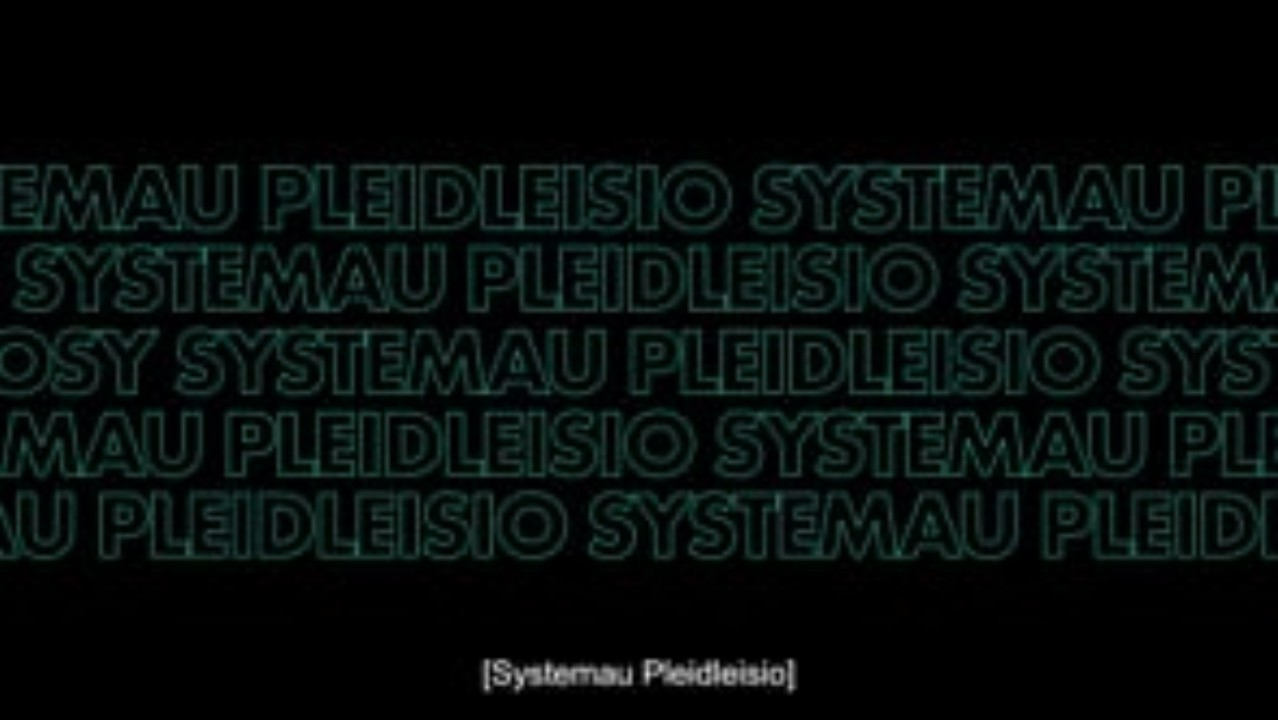 EMAU PLEIDLEISIO SYSTEMAU PL
SYSTEMAU PLEIDLEISIO SYSTEMA
OSY SYSTEMAU PLEIDLEISIO SYST
MAU PLEIDLEISIO SYSTEMAU PLE
AU PLEIDLEISIO SYSTEMAU PLEIDL
[Systemau Pleidleisio]